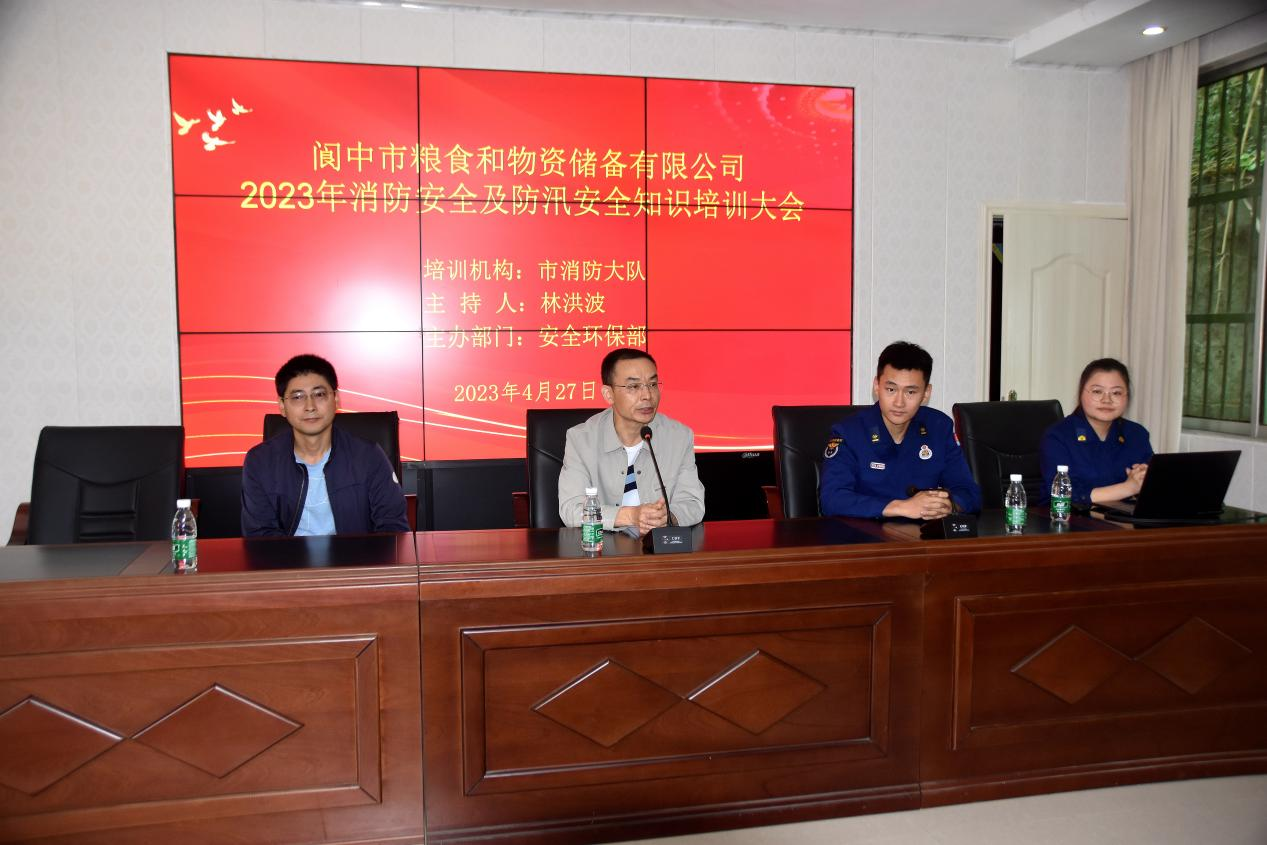 阆中市粮食和物资储备有限公司
2023年消防安全及防汛安全知识培训大会
培训机构：市消防大队
主 持 人：林洪波
主办部门：安全环保部
2023年4月27日